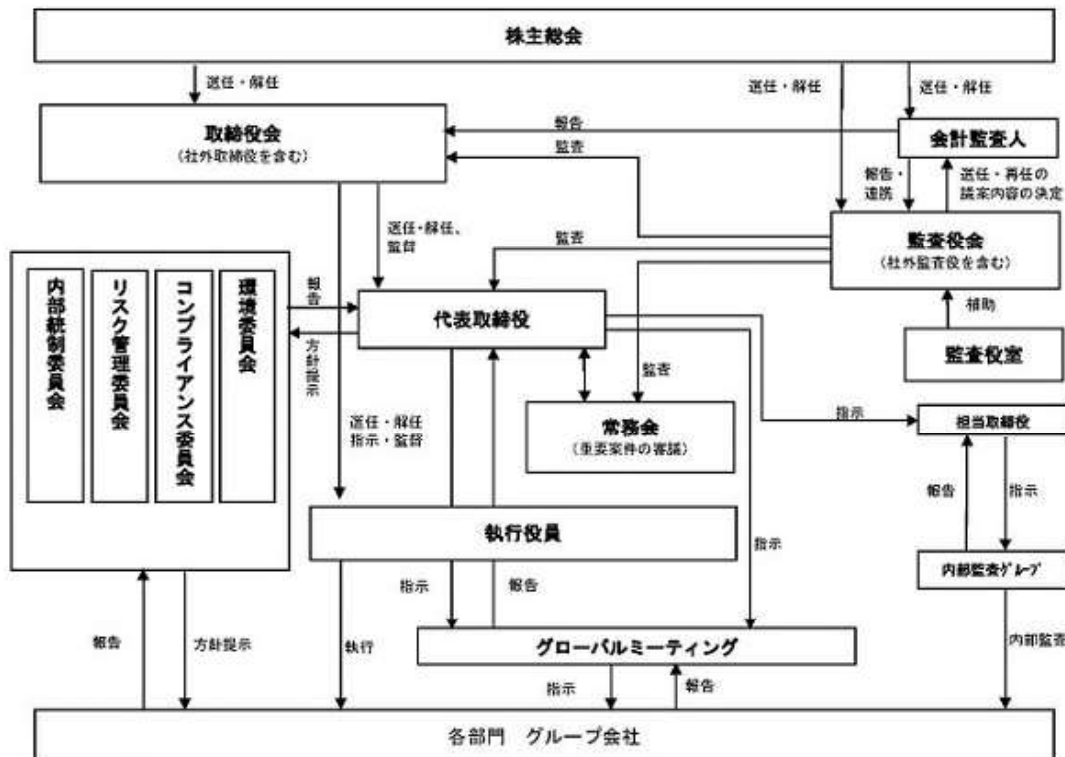 株主総会
選任・解任
選任・解任
選任・解任
取締役会
(社外取締役を含む)
報告
監査
会計監査人
報告・
連携
選任・再任の
議案内容の決定
選任・解任、
監督
監査
監査役会
(社外監査役を含む)
補助
監査役室
内部統制委員会
リスク管理委員会
コンプライアンス委員会
環境委員会
報告
方針提示
代表取締役
監査
常務会
(重要案件の審議)
指示
担当取締役
選任・解任
指示・監督
報告
指示
執行役員
指示
内部監査グループ
指示
報告
グローバルミーティング
報告
方針提示
執行
指示
報告
内部監査
各部門 グループ会社